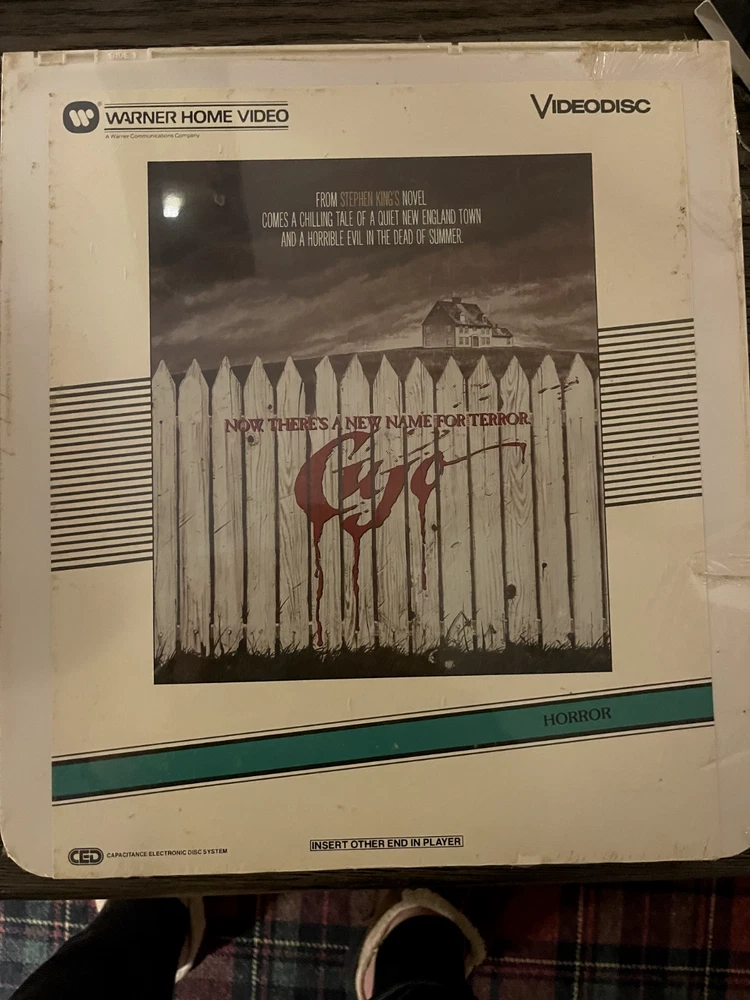 WARNER HOME VIDEO
A Warner Communications Company
VIDEODISC
FROM STEPHEN KING'S NOVEL
COMES A CHILLING TALE OF A QUIET NEW ENGLAND TOWN
AND A HORRIBLE EVIL IN THE DEAD OF SUMMER.
NOW, THERE'S A NEW NAME FOR TERROR.
Cujo
HORROR
CED CAPACITANCE ELECTRONIC DISC SYSTEM
INSERT OTHER END IN PLAYER